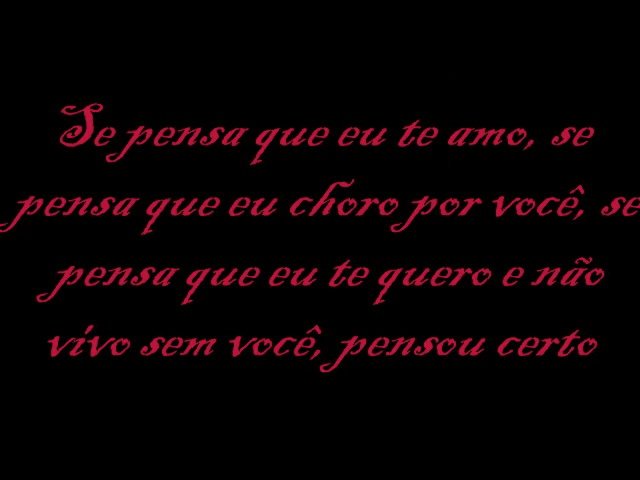 Se pensa que eu te amo, se
pensa que eu choro por você, se
pensa que eu te quero e não
vivo sem você, pensou certo